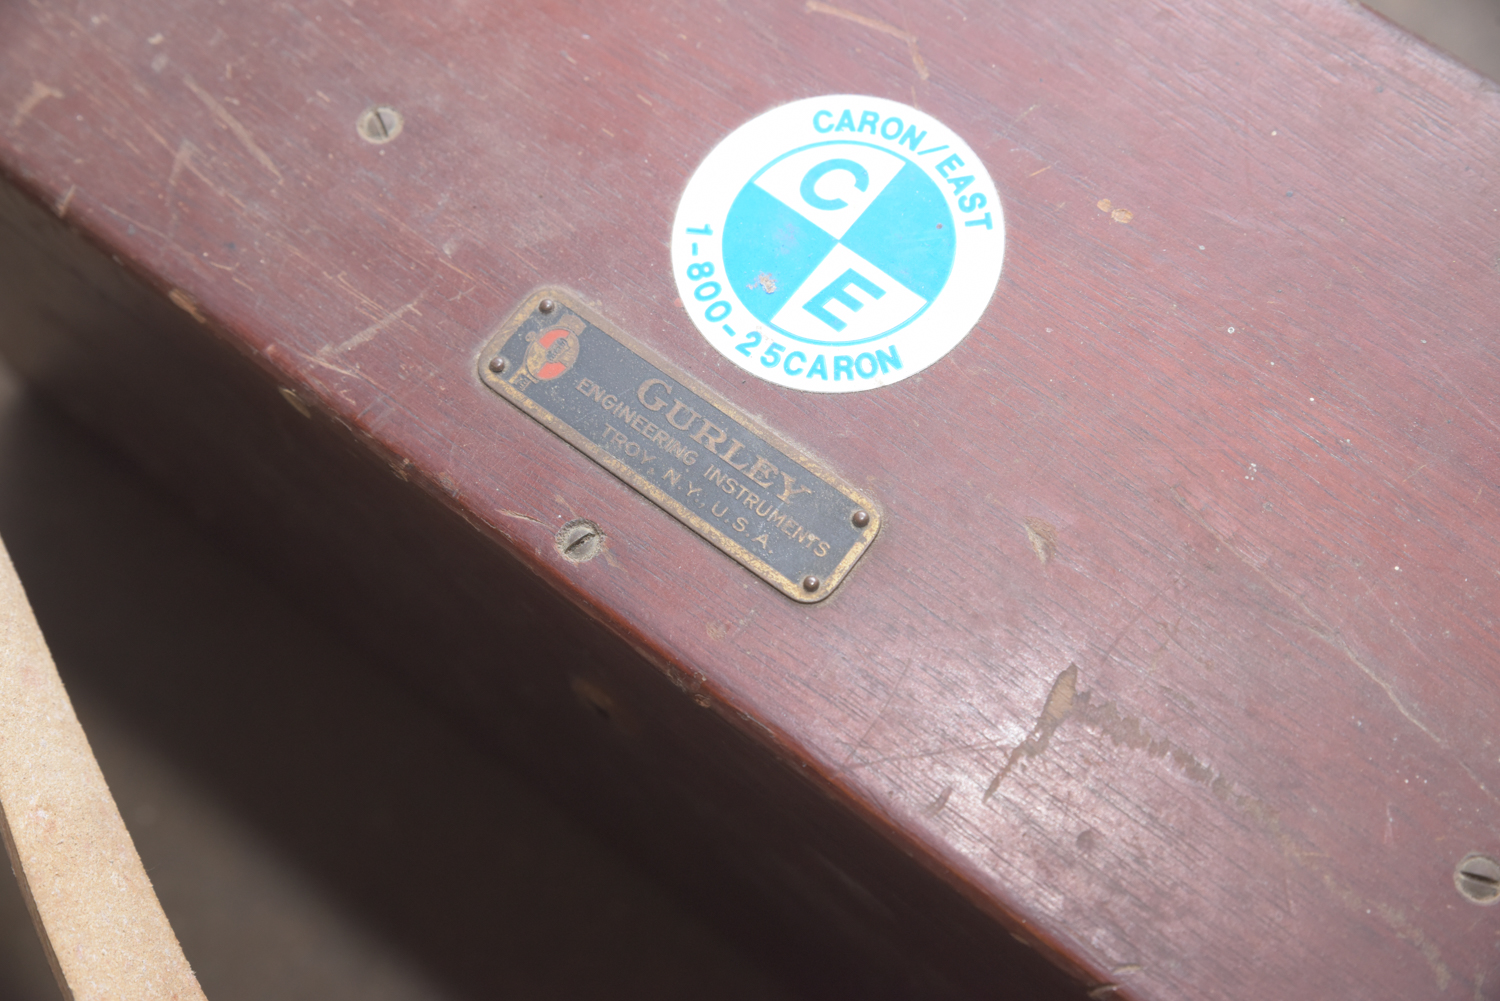 CARON/EAST
C
E
1-800-25CARON
GURLEY
ENGINEERING INSTRUMENTS
TROY, N.Y., U.S.A.